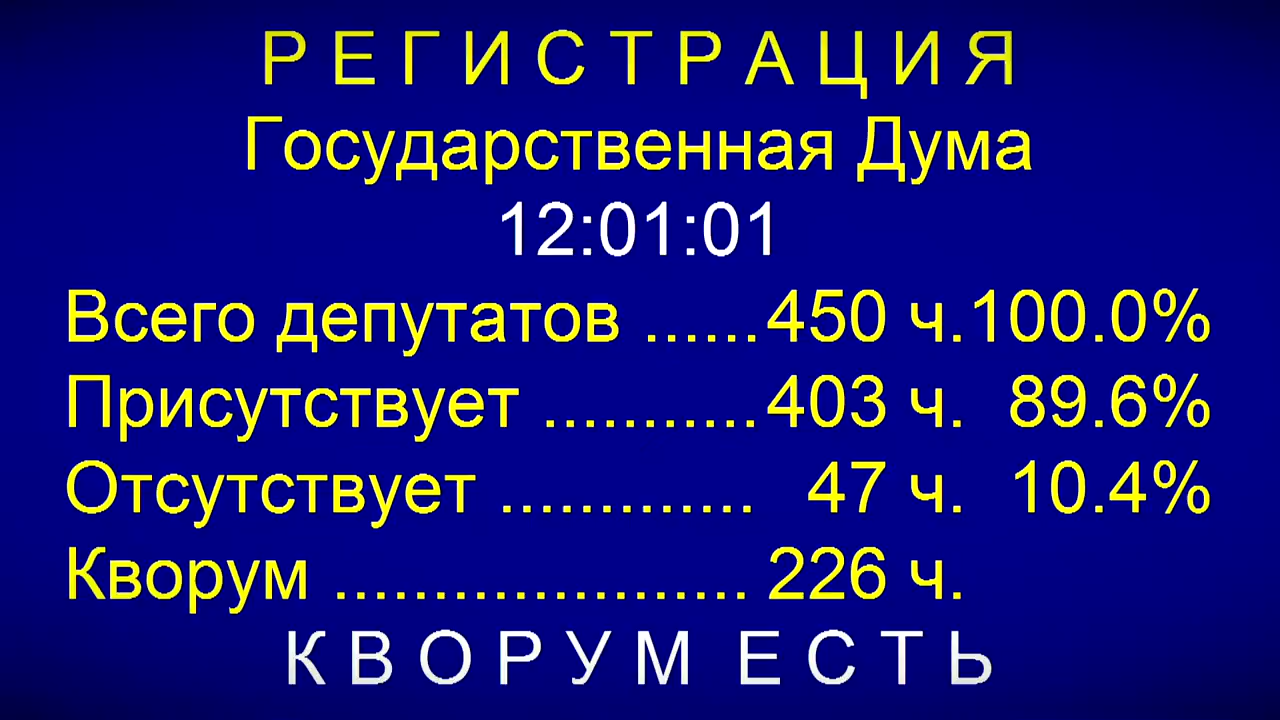 Р Е Г И С Т Р А Ц И Я
Государственная Дума
12:01:01
Всего депутатов ......450 ч.100.0%
Присутствует ...........403 ч. 89.6%
Отсутствует ............. 47 ч. 10.4%
Кворум ..................... 226 ч.
К В О Р У М Е С Т Ь